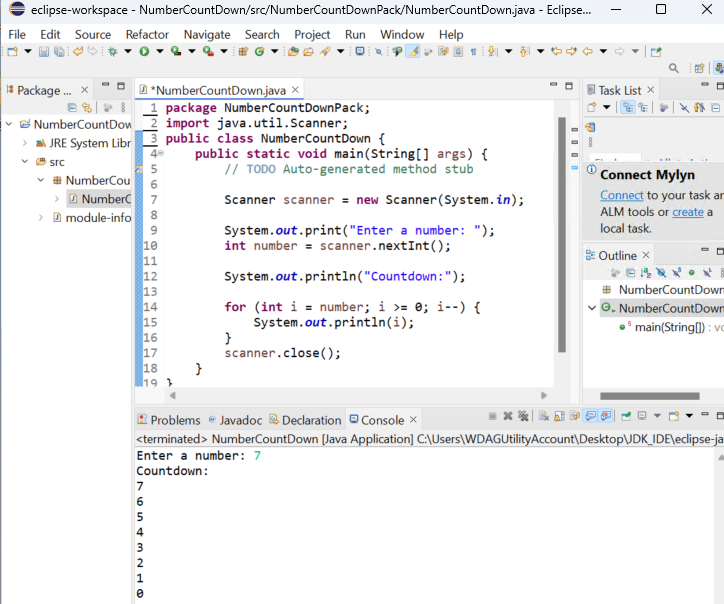 eclipse-workspace - NumberCountDown/src/NumberCountDownPack/NumberCountDown.java - Eclipse...
File Edit Source Refactor Navigate Search Project Run Window Help
Package ...
NumberCountDow
JRE System Libr
src
NumberCou
NumberC
module-info
*NumberCountDown.java
1 package NumberCountDownPack;
2 import java.util.Scanner;
3 public class NumberCountDown {
4 public static void main(String[] args) {
5 // TODO Auto-generated method stub
6
7 Scanner scanner = new Scanner(System.in);
8
9 System.out.print("Enter a number: ");
10 int number = scanner.nextInt();
11
12 System.out.println("Countdown:");
13
14 for (int i = number; i >= 0; i--) {
15 System.out.println(i);
16 }
17 scanner.close();
18 }
19 }
Task List
Connect Mylyn
Connect to your task an
ALM tools or create a
local task.
Outline
NumberCountDown
NumberCountDown
main(String[]) : vo
Problems Javadoc Declaration Console
<terminated> NumberCountDown [Java Application] C:\Users\WDAGUtilityAccount\Desktop\JDK_IDE\eclipse-ja
Enter a number: 7
Countdown:
7
6
5
4
3
2
1
0